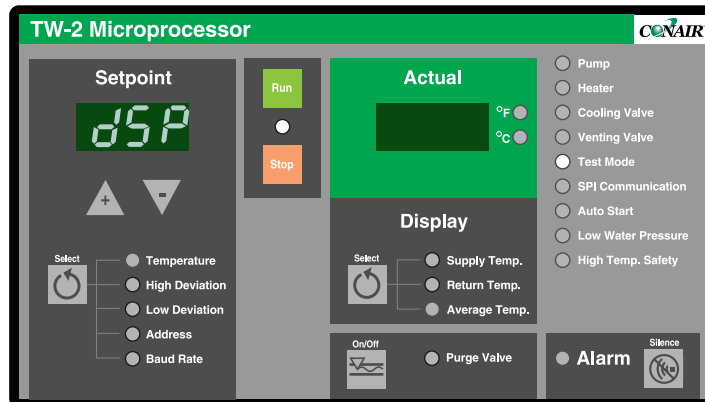 TW-2 Microprocessor
CONAIR
Setpoint
dSP
+
-
Select
Temperature
High Deviation
Low Deviation
Address
Baud Rate
Run
Stop
Actual
°F
°C
Display
Select
Supply Temp.
Return Temp.
Average Temp.
On/Off
Purge Valve
Pump
Heater
Cooling Valve
Venting Valve
Test Mode
SPI Communication
Auto Start
Low Water Pressure
High Temp. Safety
Alarm
Silence